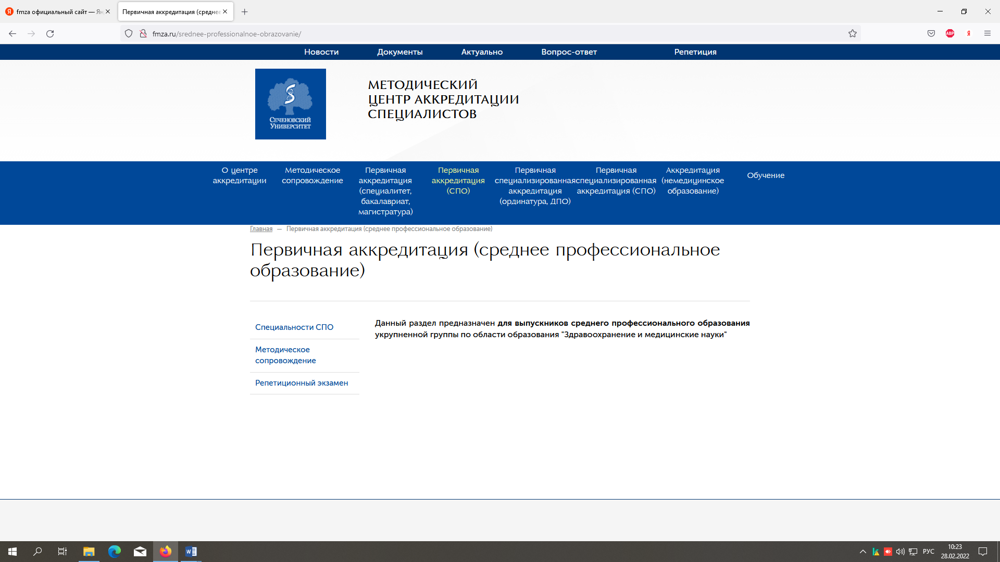 fmza официальный сайт — Ян
Первичная аккредитация (средне
fmza.ru/srednee-professionalnoe-obrazovanie/
ABP
Я
Новости
Документы
Актуально
Вопрос-ответ
Репетиция
СЕЧЕНОВСКИЙ
УНИВЕРСИТЕТ
МЕТОДИЧЕСКИЙ
ЦЕНТР АККРЕДИТАЦИИ
СПЕЦИАЛИСТОВ
О центре
аккредитации
Методическое
сопровождение
Первичная
аккредитация
(специалитет,
бакалавриат,
магистратура)
Первичная
аккредитация
(СПО)
Первичная
специализированная
аккредитация
(ординатура, ДПО)
Первичная
специализированная
аккредитация (СПО)
Аккредитация
(немедицинское
образование)
Обучение
Главная — Первичная аккредитация (среднее профессиональное образование)
Первичная аккредитация (среднее профессиональное
образование)
Специальности СПО
Методическое
сопровождение
Репетиционный экзамен
Данный раздел предназначен для выпускников среднего профессионального образования
укрупненной группы по области образования "Здравоохранение и медицинские науки"
РУС
10:23
28.02.2022